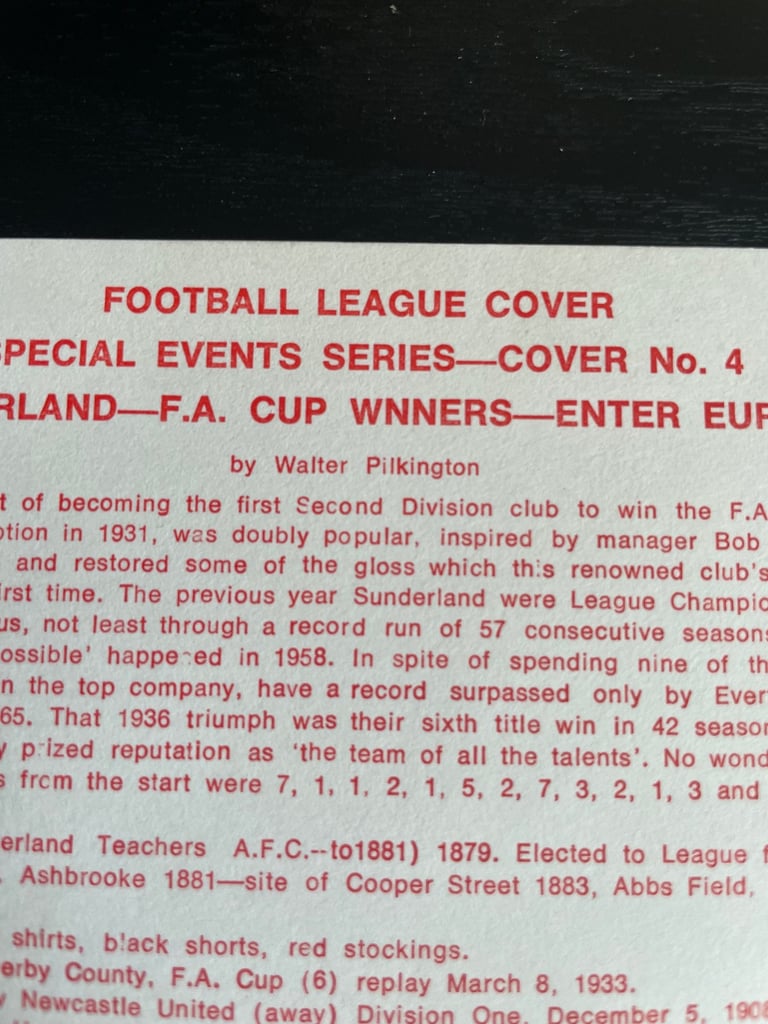 FOOTBALL LEAGUE COVER
SPECIAL EVENTS SERIES—COVER No. 4
RLAND—F.A. CUP WNNERS—ENTER EUR
by Walter Pilkington
t of becoming the first Second Division club to win the F.A
ption in 1931, was doubly popular, inspired by manager Bob
and restored some of the gloss which this renowned club's
irst time. The previous year Sunderland were League Champio
us, not least through a record run of 57 consecutive seasons
ossible' happened in 1958. In spite of spending nine of th
n the top company, have a record surpassed only by Ever
65. That 1936 triumph was their sixth title win in 42 season
y prized reputation as 'the team of all the talents'. No wond
s from the start were 7, 1, 1, 2, 1, 5, 2, 7, 3, 2, 1, 3 and
erland Teachers A.F.C.--to1881) 1879. Elected to League f
. Ashbrooke 1881—site of Cooper Street 1883, Abbs Field,
shirts, black shorts, red stockings.
erby County, F.A. Cup (6) replay March 8, 1933.
y Newcastle United (away) Division One, December 5, 1908